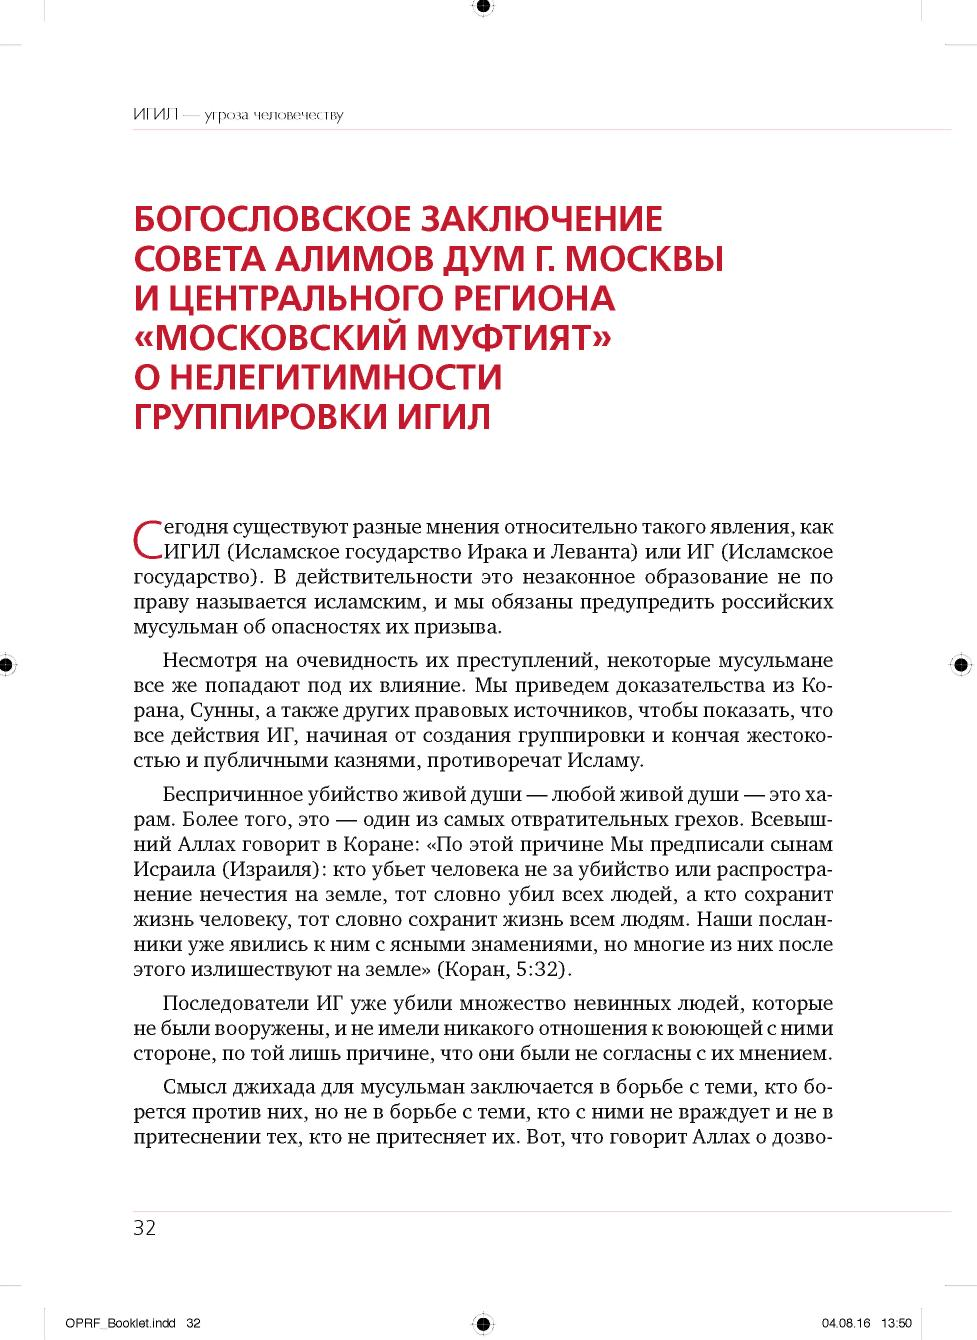 ИГИЛ — угроза человечеству
БОГОСЛОВСКОЕ ЗАКЛЮЧЕНИЕ
СОВЕТА АЛИМОВ ДУМ Г. МОСКВЫ
И ЦЕНТРАЛЬНОГО РЕГИОНА
«МОСКОВСКИЙ МУФТИЯТ»
О НЕЛЕГИТИМНОСТИ
ГРУППИРОВКИ ИГИЛ
Сегодня существуют разные мнения относительно такого явления, как
ИГИЛ (Исламское государство Ирака и Леванта) или ИГ (Исламское
государство). В действительности это незаконное образование не по
праву называется исламским, и мы обязаны предупредить российских
мусульман об опасностях их призыва.
Несмотря на очевидность их преступлений, некоторые мусульмане
все же попадают под их влияние. Мы приведем доказательства из Ко-
рана, Сунны, а также других правовых источников, чтобы показать, что
все действия ИГ, начиная от создания группировки и кончая жестоко-
стью и публичными казнями, противоречат Исламу.
Беспричинное убийство живой души — любой живой души — это ха-
рам. Более того, это — один из самых отвратительных грехов. Всевыш-
ний Аллах говорит в Коране: «По этой причине Мы предписали сынам
Исраила (Израиля): кто убьет человека не за убийство или распростра-
нение нечестия на земле, тот словно убил всех людей, а кто сохранит
жизнь человеку, тот словно сохранит жизнь всем людям. Наши послан-
ники уже явились к ним с ясными знамениями, но многие из них после
этого излишествуют на земле» (Коран, 5:32).
Последователи ИГ уже убили множество невинных людей, которые
не были вооружены, и не имели никакого отношения к воюющей с ними
стороне, по той лишь причине, что они были не согласны с их мнением.
Смысл джихада для мусульман заключается в борьбе с теми, кто бо-
рется против них, но не в борьбе с теми, кто с ними не враждует и не в
притеснении тех, кто не притесняет их. Вот, что говорит Аллах о дозво-
32
OPRF_Booklet.indd 32
04.08.16 13:50